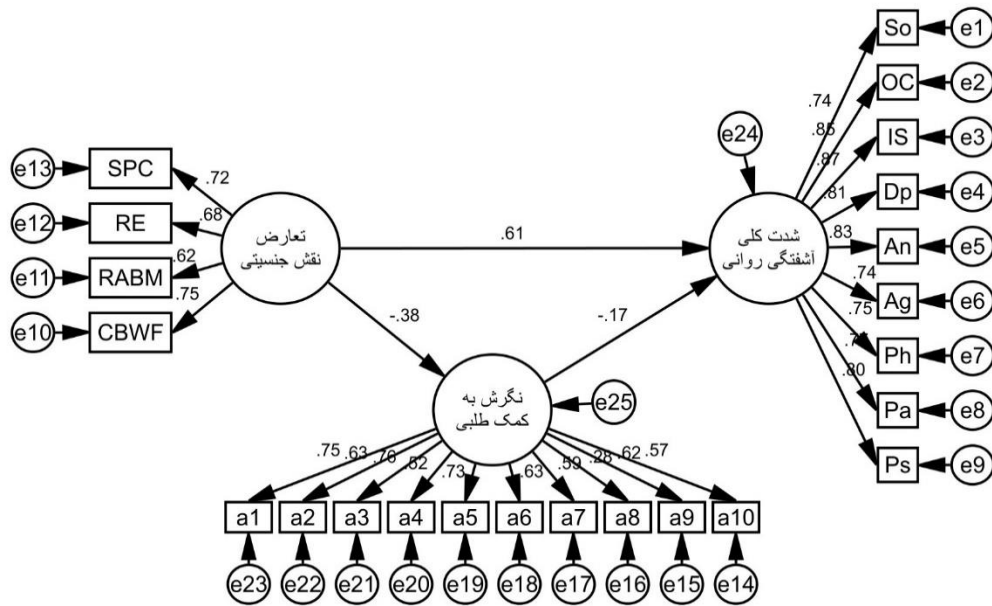 So
e1
OC
e2
IS
e3
Dp
e4
An
e5
Ag
e6
Ph
e7
Pa
e8
Ps
e9
.74
.85
.87
.81
.83
.74
.75
.80
e24
شدت کلی
آشفتگی روانی
e13
SPC
.72
e12
RE
.68
e11
RABM
.62
e10
CBWF
.75
تعارض
نقش جنسیتی
.61
-.38
-.17
نگرش به
کمک طلبی
e25
.75
.63
.76
.52
.73
.63
.59
.28
.62
.57
a1
a2
a3
a4
a5
a6
a7
a8
a9
a10
e23
e22
e21
e20
e19
e18
e17
e16
e15
e14